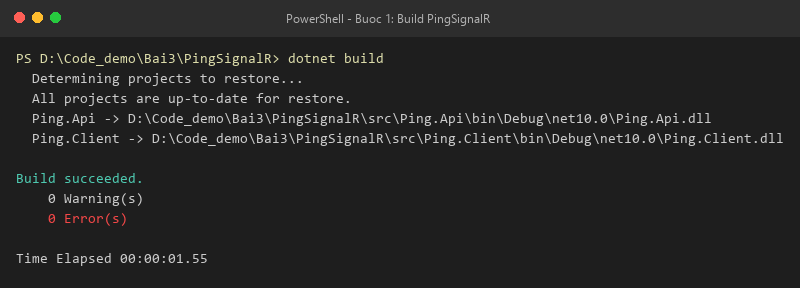 PowerShell - Buoc 1: Build PingSignalR
PS D:\Code_demo\Bai3\PingSignalR> dotnet build
Determining projects to restore...
All projects are up-to-date for restore.
Ping.Api -> D:\Code_demo\Bai3\PingSignalR\src\Ping.Api\bin\Debug\net10.0\Ping.Api.dll
Ping.Client -> D:\Code_demo\Bai3\PingSignalR\src\Ping.Client\bin\Debug\net10.0\Ping.Client.dll
Build succeeded.
0 Warning(s)
0 Error(s)
Time Elapsed 00:00:01.55